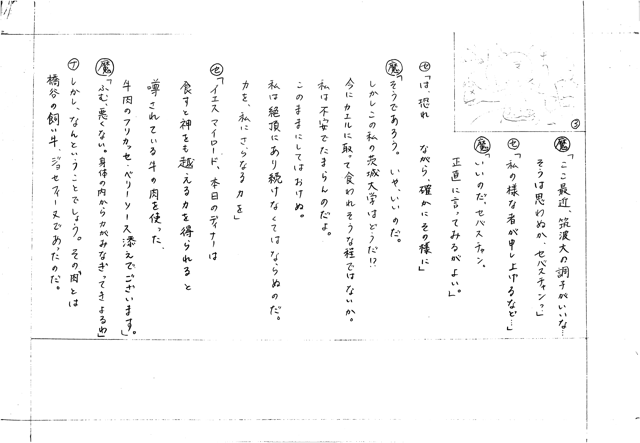 ③
魔「ここ最近、筑波大の調子がいいな…
そうは思わぬか、セバスチャン?」
セ「私の様な者が申し上げるなど…」
魔「いいのだ、セバスチャン、
正直に言ってみるがよい。」
セ「は、恐れ ながら、確かにその様に」
魔「そうであろう。いや、いいのだ。
しかしこの私の茨城大学はどうだ!?
今にカエルに取って食われそうな程ではないか。
私は不安でたまらんのだよ。
このままにしてはおけぬ。
私は絶頂にあり続けなくてはならぬのだ。
力を、私にさらなる力を」
セ「イエスマイロード、本日のディナーは
食すと神をも越える力を得られると
噂されている牛の肉を使った、
牛肉のフリカッセ・ベリーソース添えでございます」
魔「ふむ、悪くない。身体の内から力がみなぎってきよるわ」
ナ しかし、なんということでしょう。その肉とは
橋谷の飼い牛、ジョセフィーヌであったのだ。